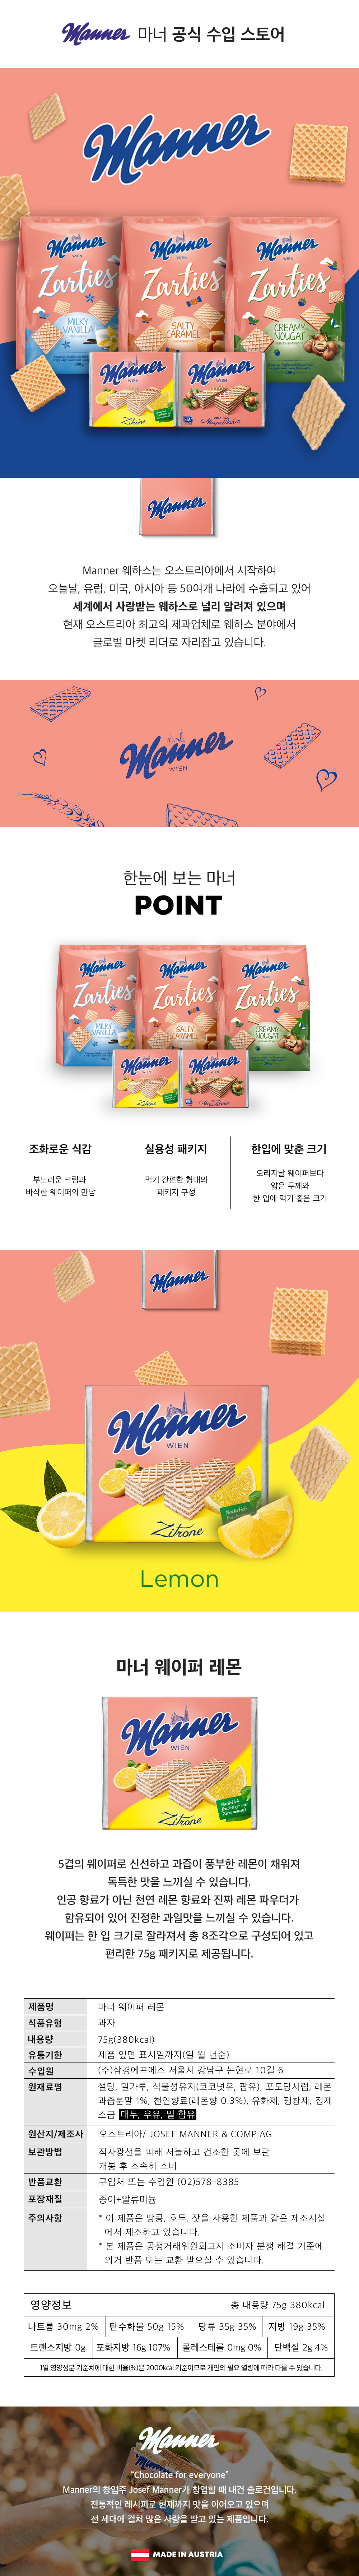 Manner 마너 공식 수입 스토어
Manner
Manner
WIEN
Zarties
MILKY
VANILLA
Manner
WIEN
Zarties
SALTY
CARAMEL
Manner
WIEN
Zarties
CREAMY
NOUGAT
Manner
WIEN
Zitrone
Manner
WIEN
Neapolitaner
Manner
Manner 웨하스는 오스트리아에서 시작하여
오늘날, 유럽, 미국, 아시아 등 50여개 나라에 수출되고 있어
세계에서 사랑받는 웨하스로 널리 알려져 있으며
현재 오스트리아 최고의 제과업체로 웨하스 분야에서
글로벌 마켓 리더로 자리잡고 있습니다.
Manner
WIEN
한눈에 보는 마너
POINT
Manner
Zarties
MILKY
VANILLA
Manner
Zarties
SALTY
CARAMEL
Manner
Zarties
CREAMY
NOUGAT
Manner
Zitrone
Manner
Neapolitaner
조화로운 식감
부드러운 크림과
바삭한 웨이퍼의 만남
실용성 패키지
먹기 간편한 형태의
패키지 구성
한입에 맞춘 크기
오리지날 웨이퍼보다
얇은 두께와
한 입에 먹기 좋은 크기
Manner
Manner
WIEN
Natürlich
Zitrone
Lemon
마너 웨이퍼 레몬
Manner
WIEN
Natürlich
fruchtiger mit
Zitronensaft
Zitrone
5겹의 웨이퍼로 신선하고 과즙이 풍부한 레몬이 채워져
독특한 맛을 느끼실 수 있습니다.
인공 향료가 아닌 천연 레몬 향료와 진짜 레몬 파우더가
함유되어 있어 진정한 과일맛을 느끼실 수 있습니다.
웨이퍼는 한 입 크기로 잘라져서 총 8조각으로 구성되어 있고
편리한 75g 패키지로 제공됩니다.
제품명 마너 웨이퍼 레몬
식품유형 과자
내용량 75g(380kcal)
유통기한 제품 옆면 표시일까지(일 월 년순)
수입원 (주)삼경에프에스 서울시 강남구 논현로 10길 6
원재료명 설탕, 밀가루, 식물성유지(코코넛유, 팜유), 포도당시럽, 레몬
과즙분말 1%, 천연향료(레몬향 0.3%), 유화제, 팽창제, 정제
소금 대두, 우유, 밀 함유
원산지/제조사 오스트리아/ JOSEF MANNER & COMP.AG
보관방법 직사광선을 피해 서늘하고 건조한 곳에 보관
개봉 후 조속히 소비
반품교환 구입처 또는 수입원 (02)578-8385
포장재질 종이+알류미늄
주의사항 * 이 제품은 땅콩, 호두, 잣을 사용한 제품과 같은 제조시설
에서 제조하고 있습니다.
* 본 제품은 공정거래위원회고시 소비자 분쟁 해결 기준에
의거 반품 또는 교환 받으실 수 있습니다.
영양정보 총 내용량 75g 380kcal
나트륨 30mg 2% 탄수화물 50g 15% 당류 35g 35% 지방 19g 35%
트랜스지방 0g 포화지방 16g 107% 콜레스테롤 0mg 0% 단백질 2g 4%
1일 영양성분 기준치에 대한 비율(%)은 2000kcal 기준이므로 개인의 필요 열량에 따라 다를 수 있습니다.
Manner
"Chocolate for everyone"
Manner의 창업주 Josef Manner가 창업할 때 내건 슬로건입니다.
전통적인 레시피로 현재까지 맛을 이어오고 있으며
전 세대에 걸쳐 많은 사랑을 받고 있는 제품입니다.
MADE IN AUSTRIA